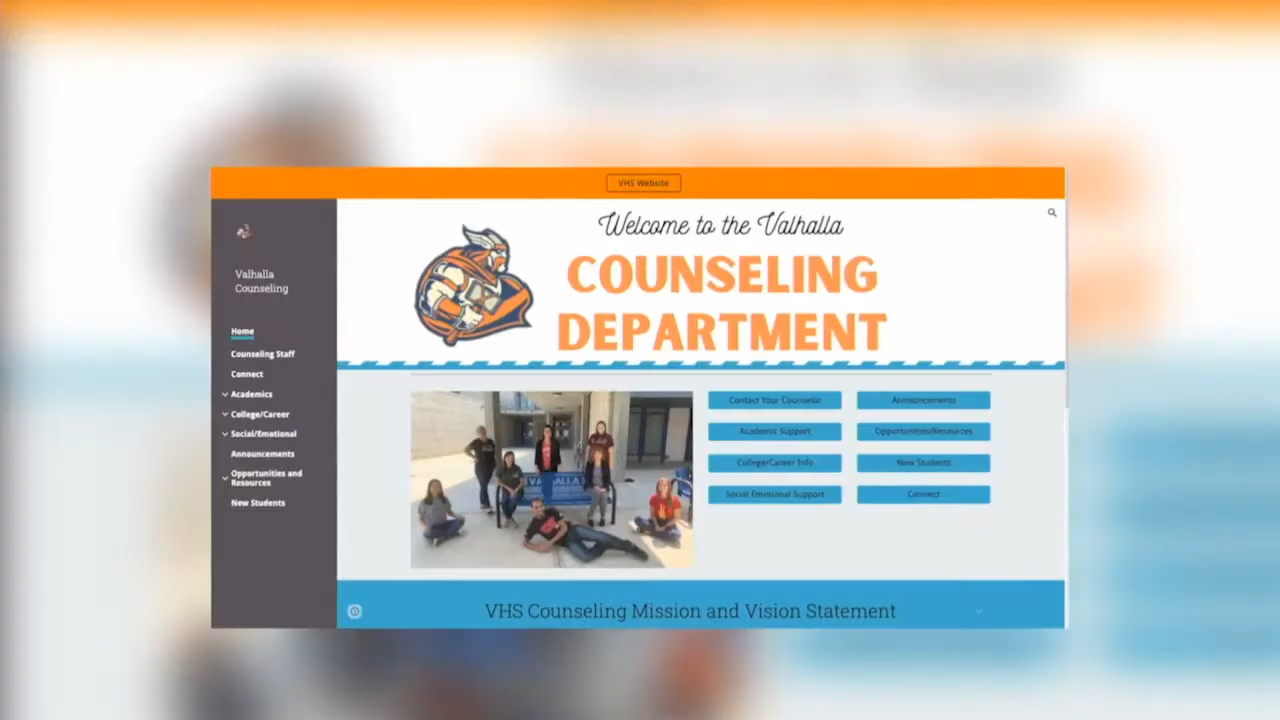 VHS Website
Valhalla
Counseling
Home
Counseling Staff
Connect
Academics
College/Career
Social/Emotional
Announcements
Opportunities and
Resources
New Students
Welcome to the Valhalla
COUNSELING
DEPARTMENT
VALHALLA
Contact Your Counselor
Announcements
Academic Support
Opportunities/Resources
College/Career Info
New Students
Social Emotional Support
Connect
VHS Counseling Mission and Vision Statement